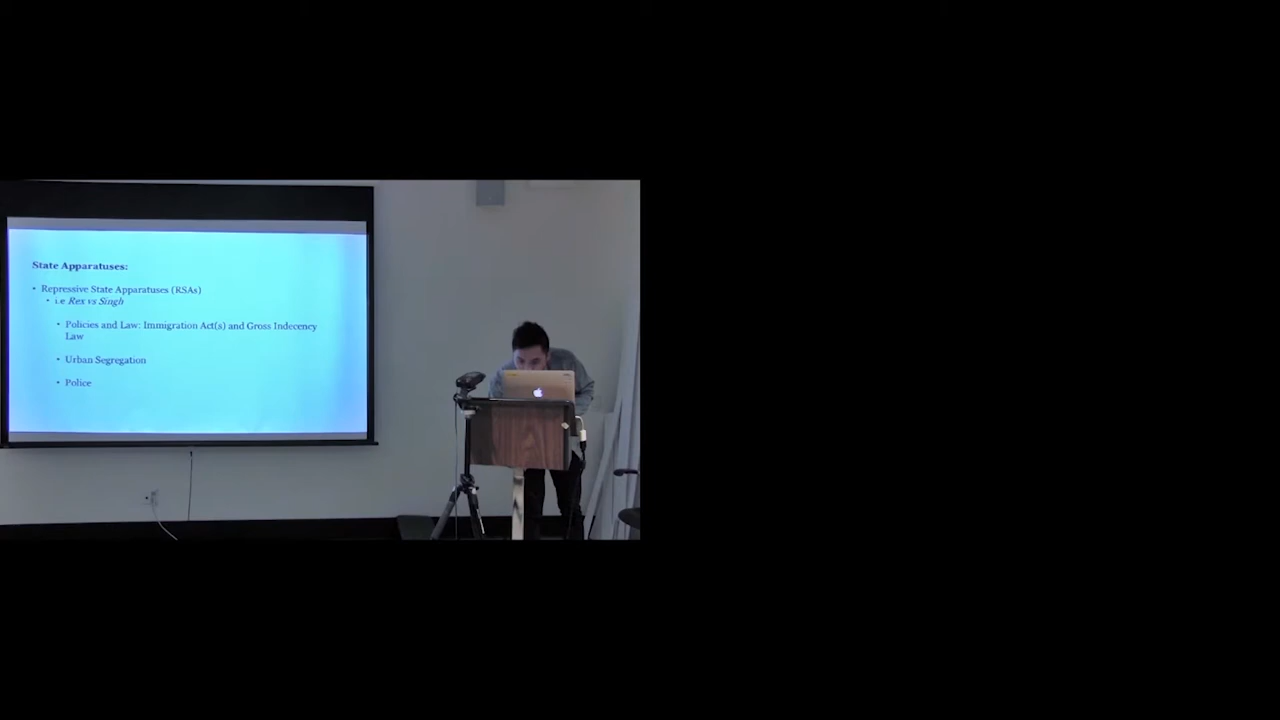 State Apparatuses:
• Repressive State Apparatuses (RSAs)
• i.e Rex vs Singh
• Policies and Law: Immigration Act(s) and Gross Indecency
Law
• Urban Segregation
• Police